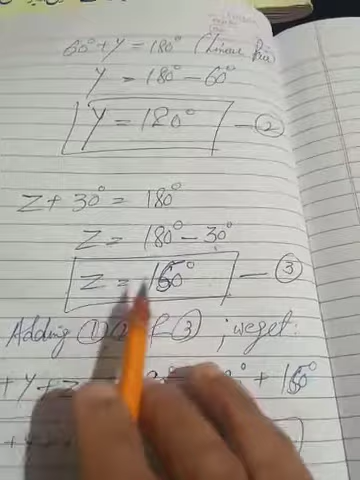 60° + y = 180° (Linear Pair
y = 180° - 60°
y = 120° — ②
z + 30° = 180°
z = 180° - 30°
z = 150° — ③
Adding ①, ② & ③; we get:
+ y + z + 150°
+ y